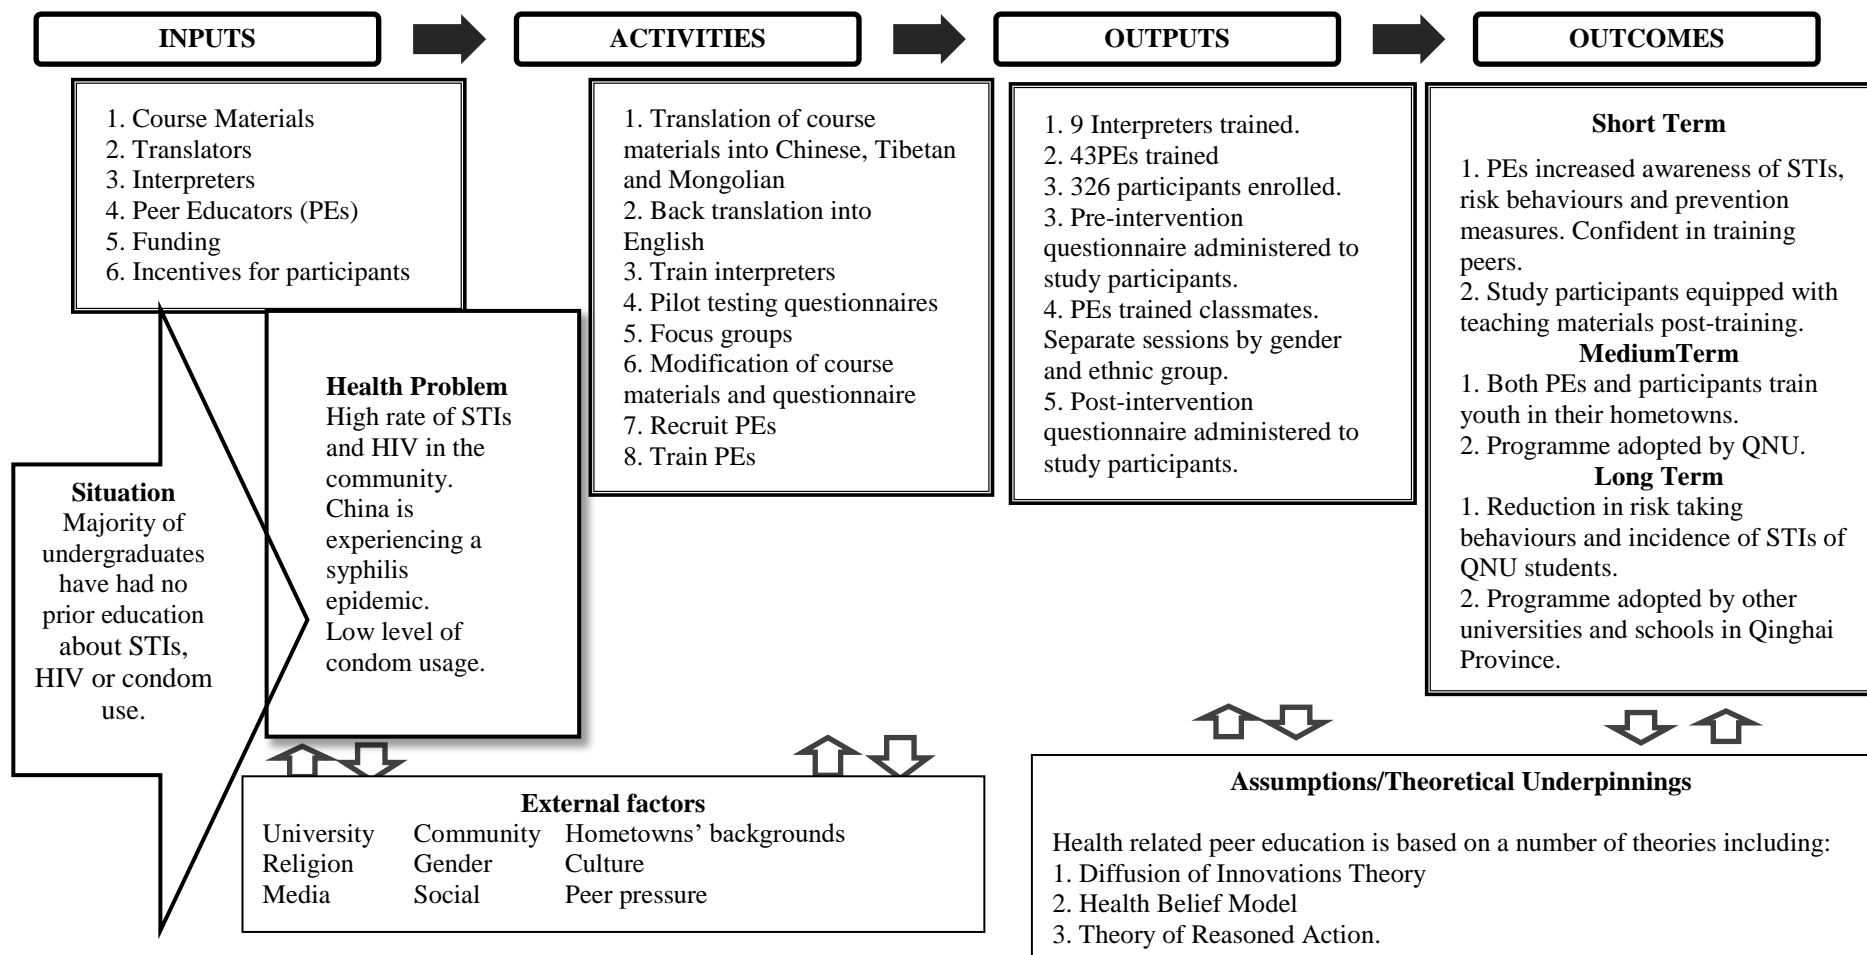 INPUTS
ACTIVITIES
OUTPUTS
OUTCOMES
1. Course Materials
2. Translators
3. Interpreters
4. Peer Educators (PEs)
5. Funding
6. Incentives for participants
Situation
Majority of
undergraduates
have had no
prior education
about STIs,
HIV or condom
use.
Health Problem
High rate of STIs
and HIV in the
community.
China is
experiencing a
syphilis
epidemic.
Low level of
condom usage.
1. Translation of course
materials into Chinese, Tibetan
and Mongolian
2. Back translation into
English
3. Train interpreters
4. Pilot testing questionnaires
5. Focus groups
6. Modification of course
materials and questionnaire
7. Recruit PEs
8. Train PEs
1. 9 Interpreters trained.
2. 43PEs trained
3. 326 participants enrolled.
3. Pre-intervention
questionnaire administered to
study participants.
4. PEs trained classmates.
Separate sessions by gender
and ethnic group.
5. Post-intervention
questionnaire administered to
study participants.
Short Term
1. PEs increased awareness of STIs,
risk behaviours and prevention
measures. Confident in training
peers.
2. Study participants equipped with
teaching materials post-training.
MediumTerm
1. Both PEs and participants train
youth in their hometowns.
2. Programme adopted by QNU.
Long Term
1. Reduction in risk taking
behaviours and incidence of STIs of
QNU students.
2. Programme adopted by other
universities and schools in Qinghai
Province.
External factors
University Community Hometowns’ backgrounds
Religion Gender Culture
Media Social Peer pressure
Assumptions/Theoretical Underpinnings
Health related peer education is based on a number of theories including:
1. Diffusion of Innovations Theory
2. Health Belief Model
3. Theory of Reasoned Action.